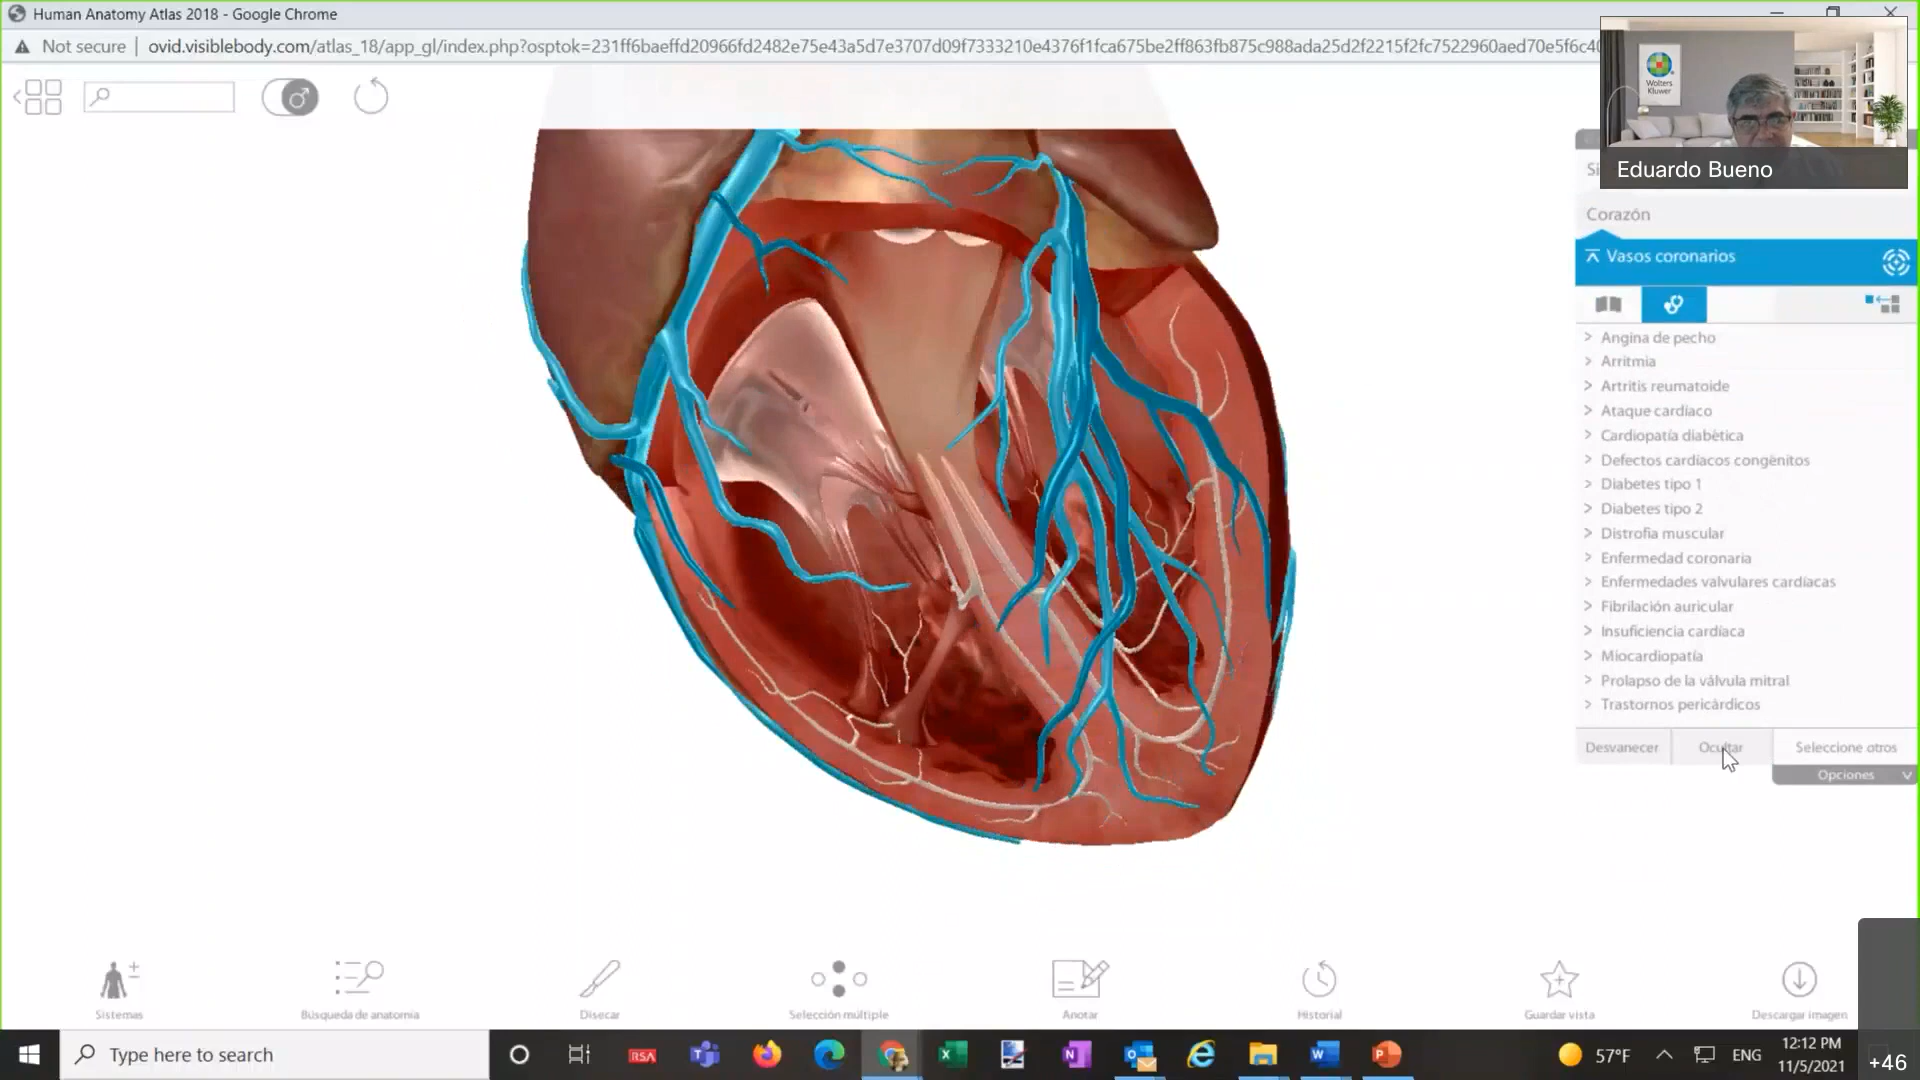 Human Anatomy Atlas 2018 - Google Chrome
Not secure | ovid.visiblebody.com/atlas_18/app_gl/index.php?osptok=231ff6baeffd20966fd2482e75e43a5d7e3707d09f7333210e4376f1fca675be2ff863fb875c988ada25d2f2215f2fc7522960aed70e5f6c40
Wolters
Kluwer
Eduardo Bueno
Corazón
Vasos coronarios
Angina de pecho
Arritmia
Artritis reumatoide
Ataque cardíaco
Cardiopatía diabética
Defectos cardíacos congénitos
Diabetes tipo 1
Diabetes tipo 2
Distrofia muscular
Enfermedad coronaria
Enfermedades valvulares cardíacas
Fibrilación auricular
Insuficiencia cardíaca
Miocardiopatía
Prolapso de la válvula mitral
Trastornos pericárdicos
Desvanecer Ocultar Seleccione otros
Opciones
Sistemas Búsqueda de anatomía Disecar Selección múltiple Anotar Historial Guardar vista Descargar imagen
Type here to search RSA 57°F ENG 12:12 PM
11/5/2021
+46